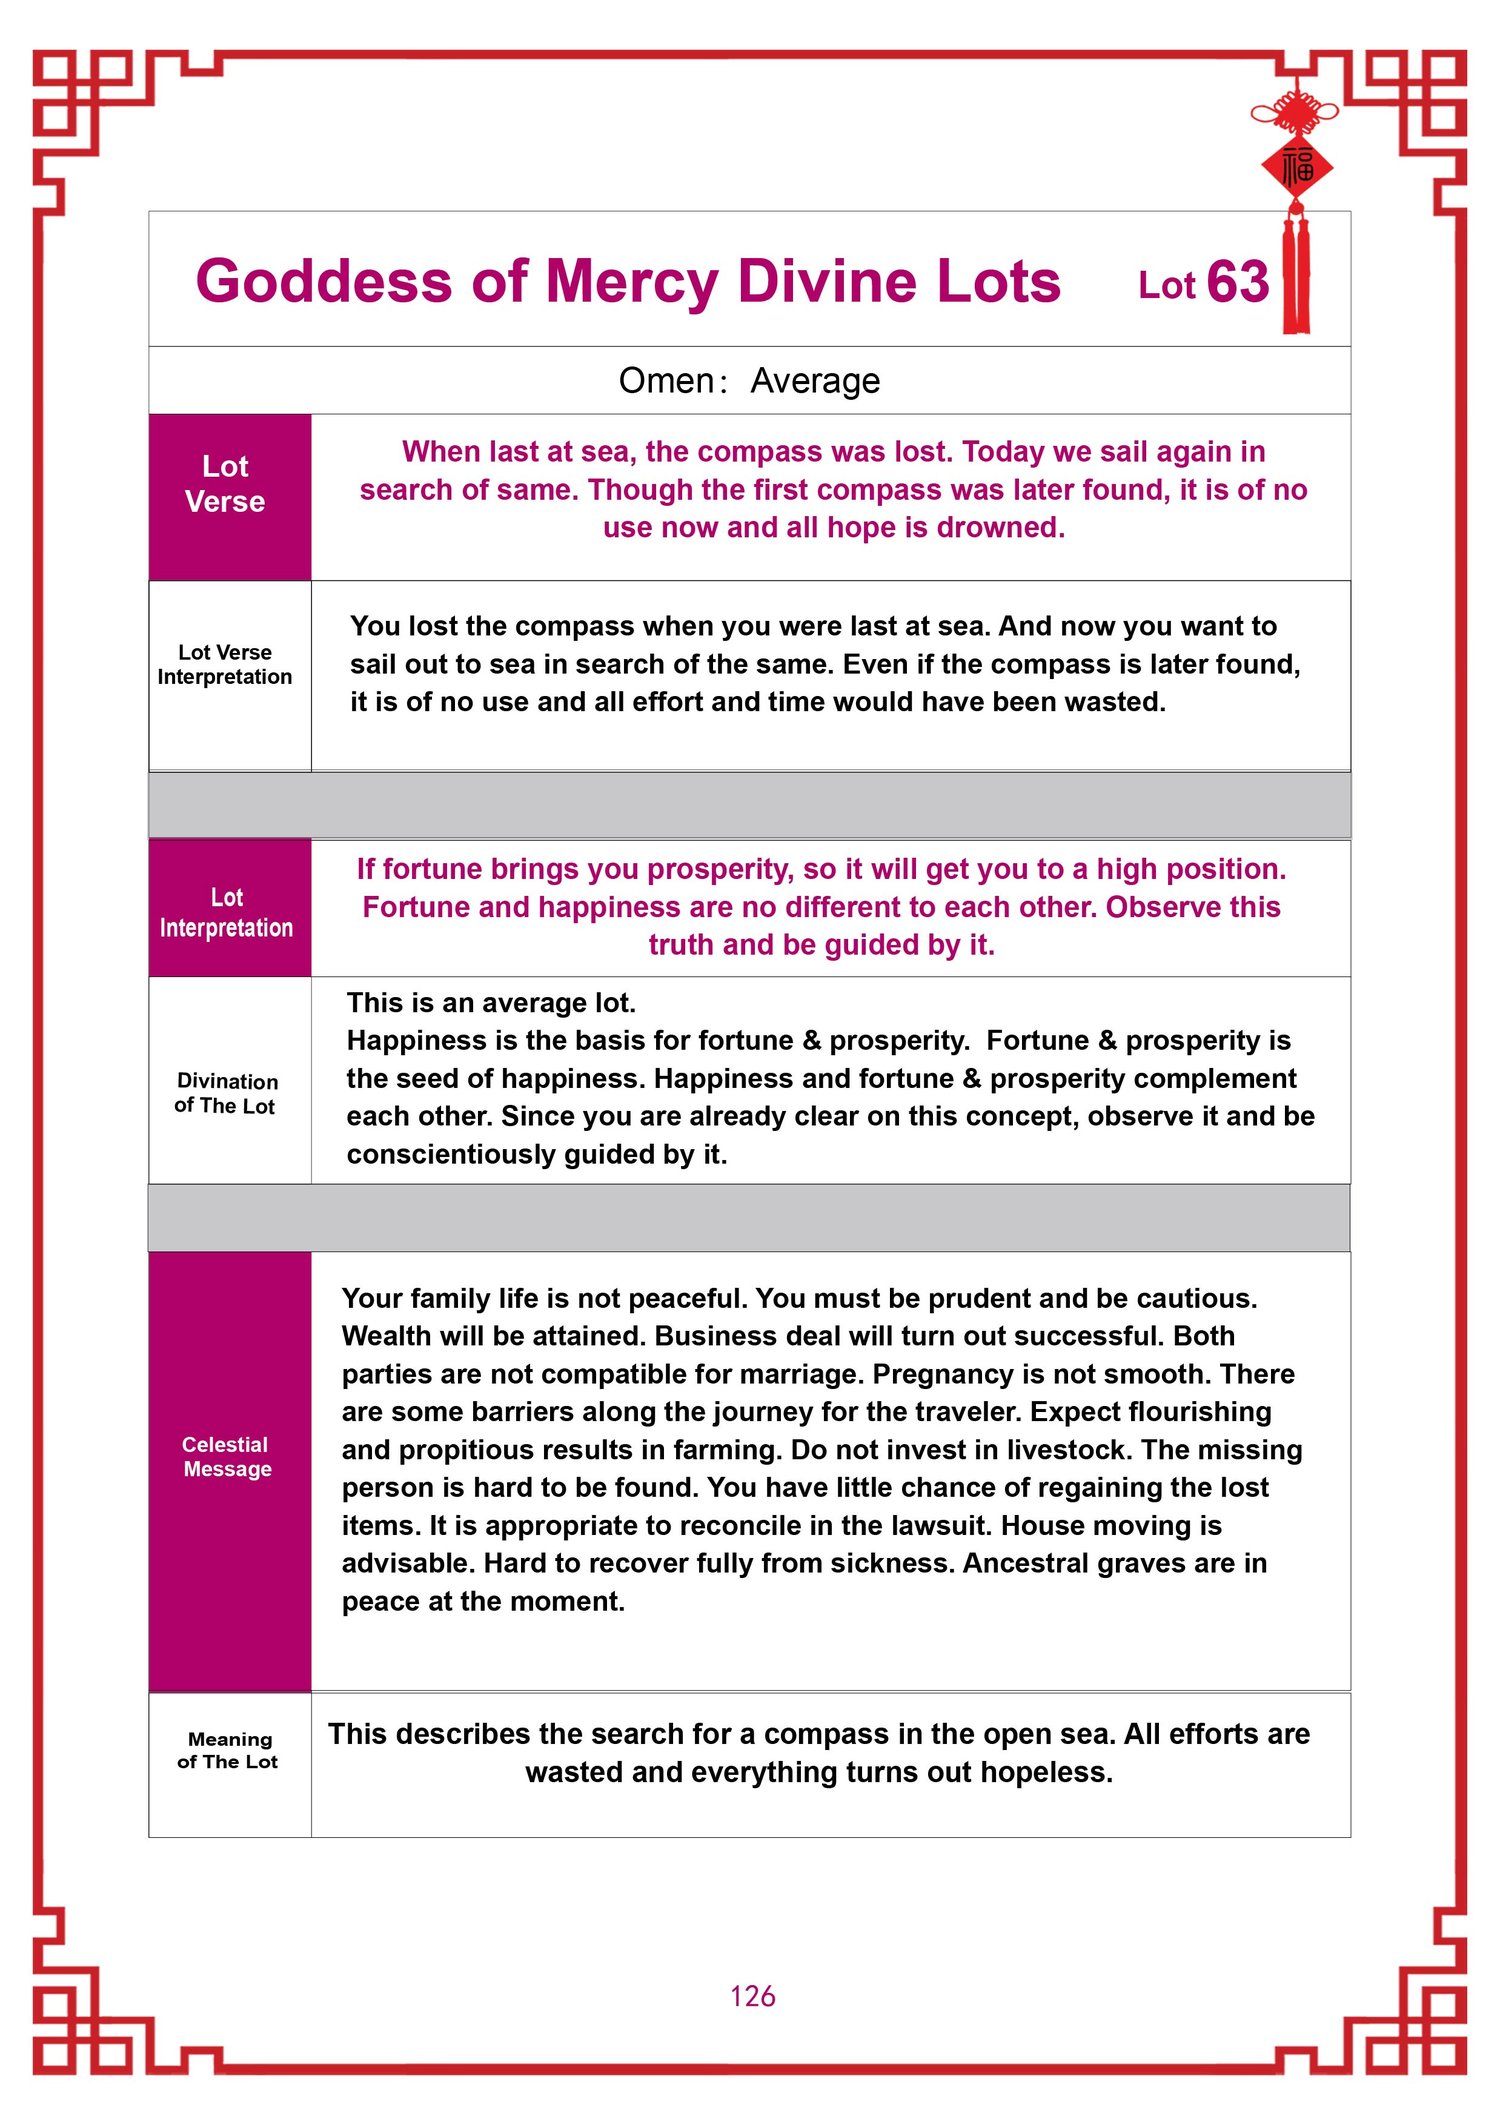 福
Goddess of Mercy Divine Lots Lot 63
Omen： Average
Lot
Verse
When last at sea, the compass was lost. Today we sail again in
search of same. Though the first compass was later found, it is of no
use now and all hope is drowned.
Lot Verse
Interpretation
You lost the compass when you were last at sea. And now you want to
sail out to sea in search of the same. Even if the compass is later found,
it is of no use and all effort and time would have been wasted.
Lot
Interpretation
If fortune brings you prosperity, so it will get you to a high position.
Fortune and happiness are no different to each other. Observe this
truth and be guided by it.
Divination
of The Lot
This is an average lot.
Happiness is the basis for fortune & prosperity.  Fortune & prosperity is
the seed of happiness. Happiness and fortune & prosperity complement
each other. Since you are already clear on this concept, observe it and be
conscientiously guided by it.
Celestial
Message
Your family life is not peaceful. You must be prudent and be cautious.
Wealth will be attained. Business deal will turn out successful. Both
parties are not compatible for marriage. Pregnancy is not smooth. There
are some barriers along the journey for the traveler. Expect flourishing
and propitious results in farming. Do not invest in livestock. The missing
person is hard to be found. You have little chance of regaining the lost
items. It is appropriate to reconcile in the lawsuit. House moving is
advisable. Hard to recover fully from sickness. Ancestral graves are in
peace at the moment.
Meaning
of The Lot
This describes the search for a compass in the open sea. All efforts are
wasted and everything turns out hopeless.
126